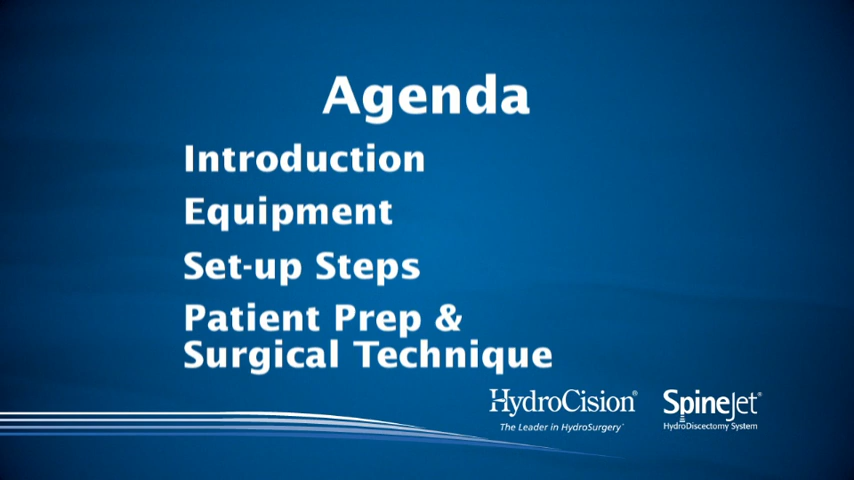 Agenda
Introduction
Equipment
Set-up Steps
Patient Prep &
Surgical Technique
HydroCision®
The Leader in HydroSurgery™
SpineJet®
HydroDiscectomy System